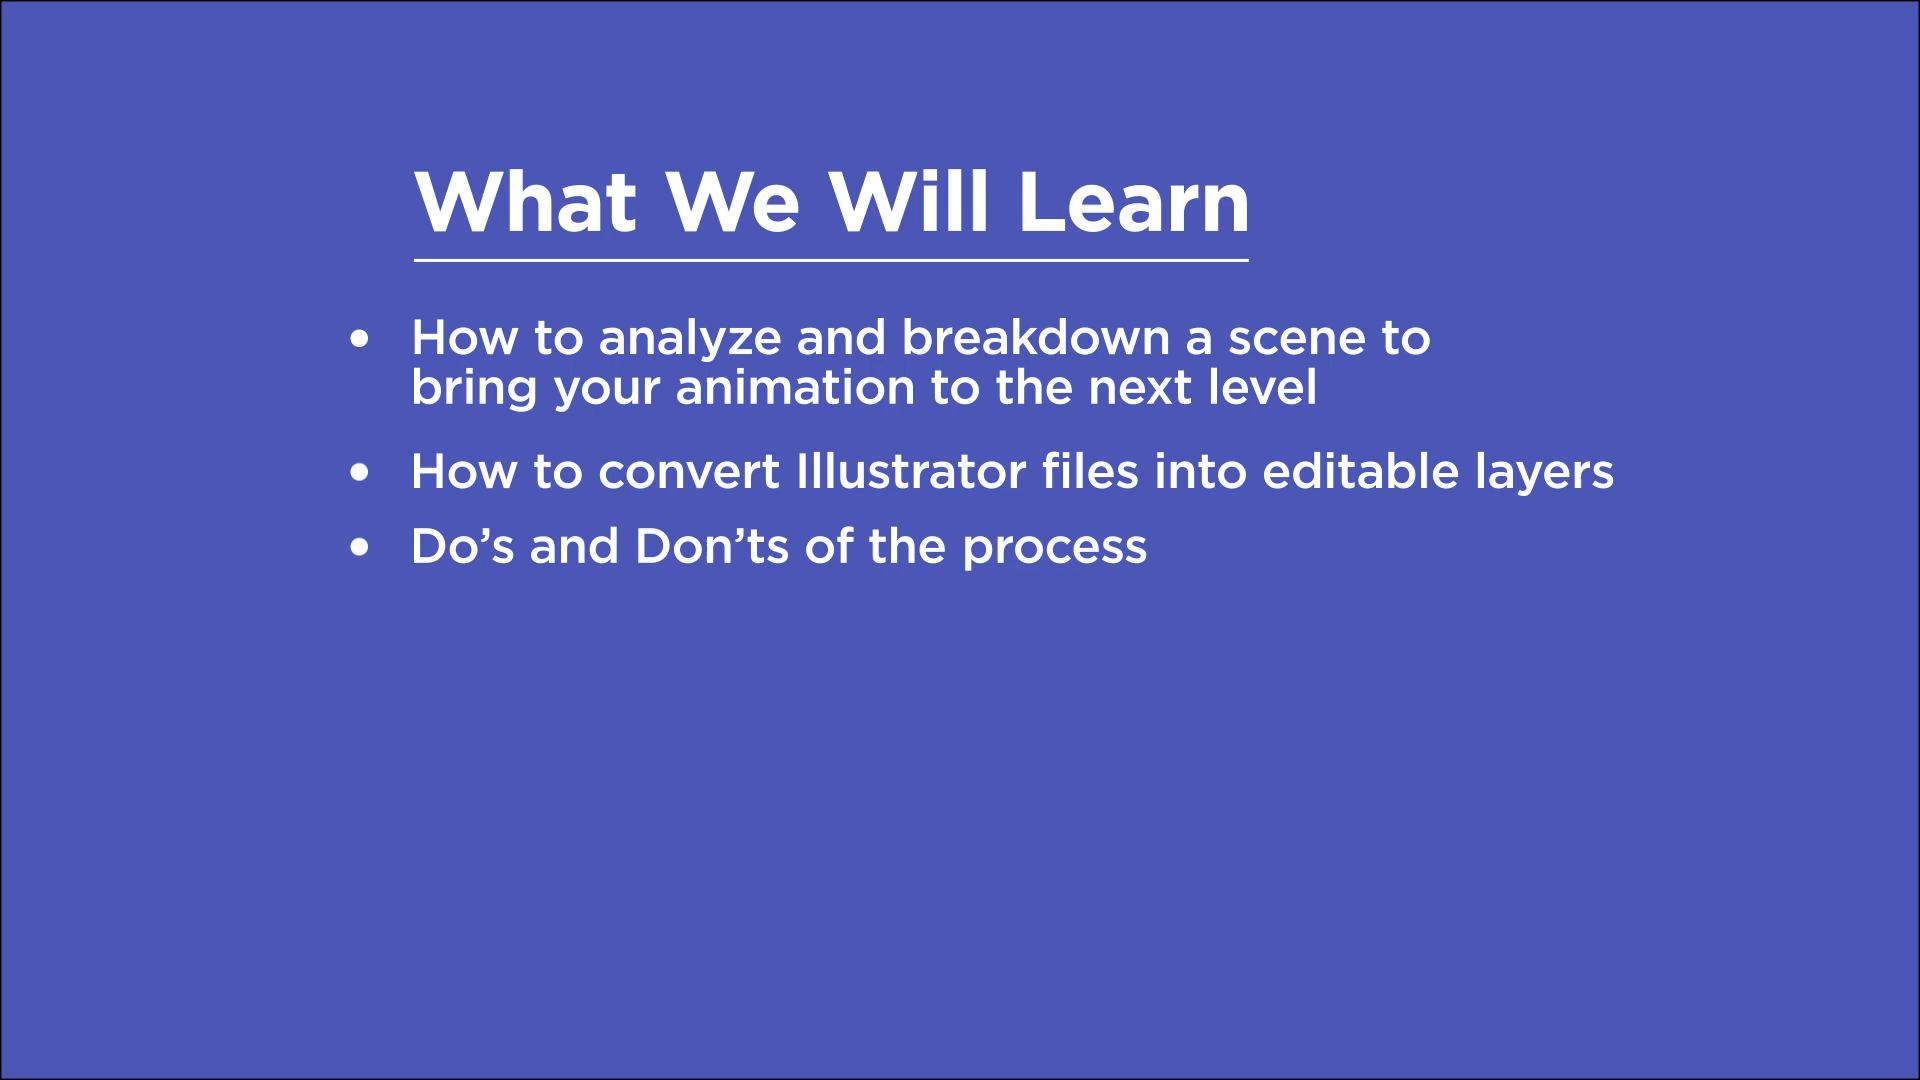 What We Will Learn
• How to analyze and breakdown a scene to
bring your animation to the next level
• How to convert Illustrator files into editable layers
• Do’s and Don’ts of the process